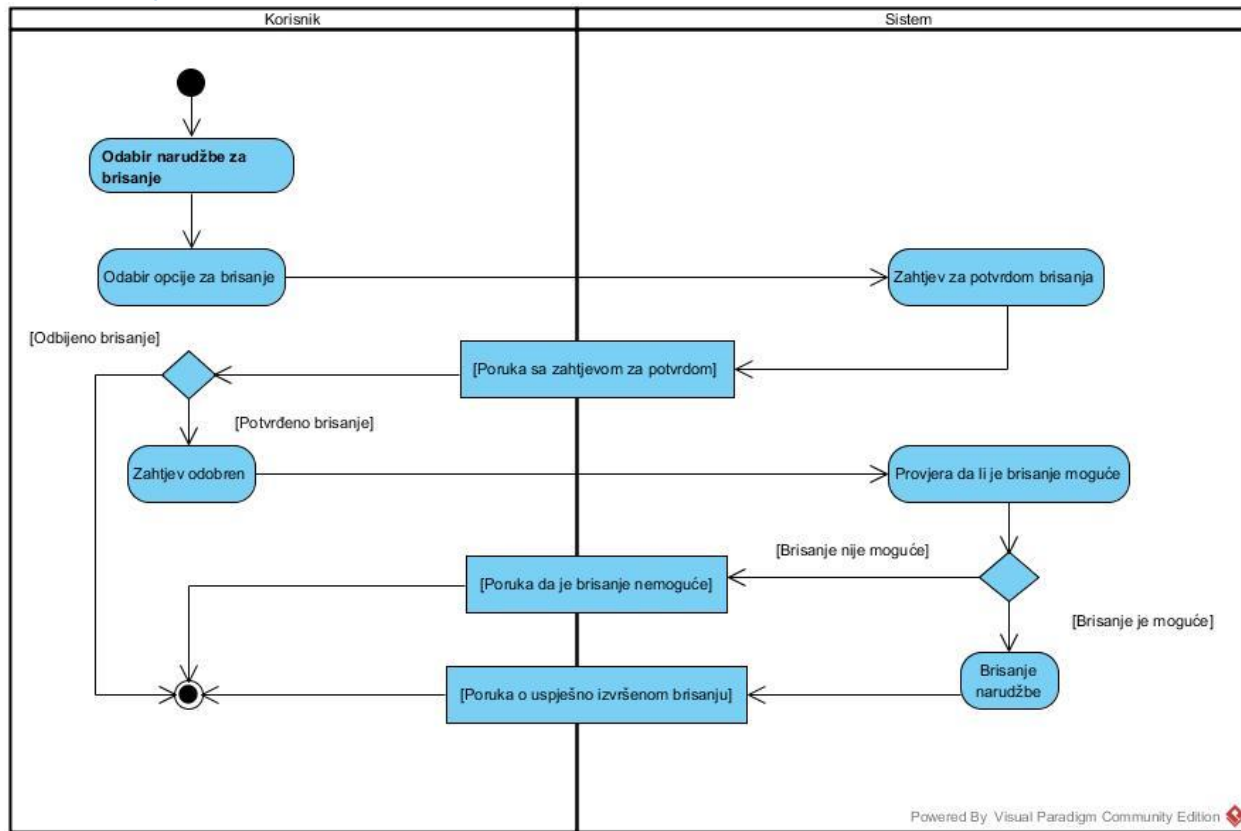 Korisnik
Sistem
Odabir narudžbe za
brisanje
Odabir opcije za brisanje
Zahtjev za potvrdom brisanja
[Odbijeno brisanje]
[Poruka sa zahtjevom za potvrdom]
[Potvrđeno brisanje]
Zahtjev odobren
Provjera da li je brisanje moguće
[Brisanje nije moguće]
[Poruka da je brisanje nemoguće]
[Brisanje je moguće]
Brisanje
narudžbe
[Poruka o uspješno izvršenom brisanju]
Powered By Visual Paradigm Community Edition